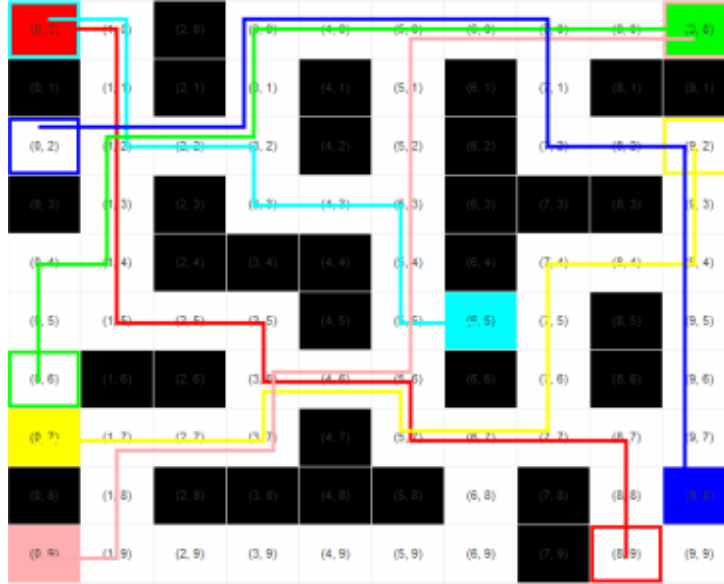 (0, 0) (1, 0) (2, 0) (3, 0) (4, 0) (5, 0) (6, 0) (7, 0) (8, 0) (9, 0)
(0, 1) (1, 1) (2, 1) (3, 1) (4, 1) (5, 1) (6, 1) (7, 1) (8, 1) (9, 1)
(0, 2) (1, 2) (2, 2) (3, 2) (4, 2) (5, 2) (6, 2) (7, 2) (8, 2) (9, 2)
(0, 3) (1, 3) (2, 3) (3, 3) (4, 3) (5, 3) (6, 3) (7, 3) (8, 3) (9, 3)
(0, 4) (1, 4) (2, 4) (3, 4) (4, 4) (5, 4) (6, 4) (7, 4) (8, 4) (9, 4)
(0, 5) (1, 5) (2, 5) (3, 5) (4, 5) (5, 5) (6, 5) (7, 5) (8, 5) (9, 5)
(0, 6) (1, 6) (2, 6) (3, 6) (4, 6) (5, 6) (6, 6) (7, 6) (8, 6) (9, 6)
(0, 7) (1, 7) (2, 7) (3, 7) (4, 7) (5, 7) (6, 7) (7, 7) (8, 7) (9, 7)
(0, 8) (1, 8) (2, 8) (3, 8) (4, 8) (5, 8) (6, 8) (7, 8) (8, 8) (9, 8)
(0, 9) (1, 9) (2, 9) (3, 9) (4, 9) (5, 9) (6, 9) (7, 9) (8, 9) (9, 9)